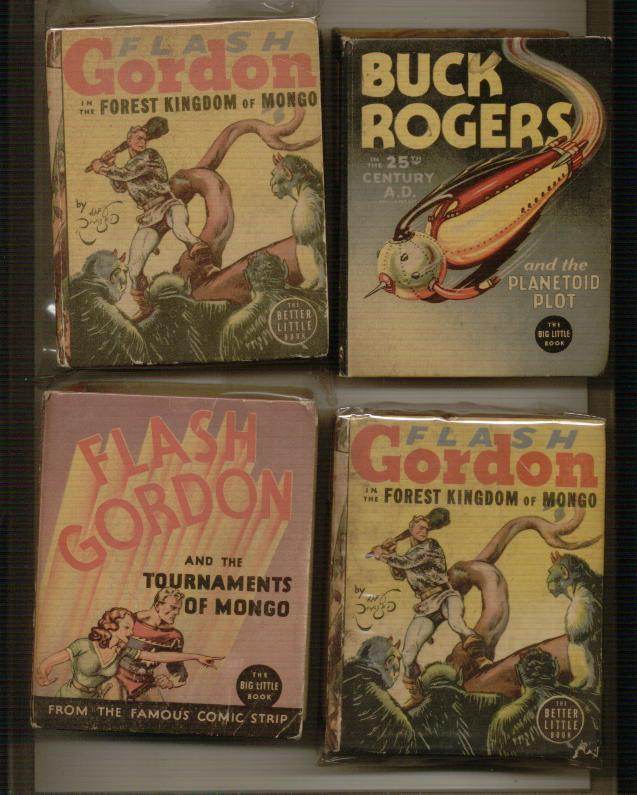 FLASH
Gordon
IN THE FOREST KINGDOM OF MONGO
by
THE
BETTER
LITTLE
BOOK
BUCK
ROGERS
IN THE 25TH
CENTURY
A.D.
and the
PLANETOID
PLOT
THE
BIG LITTLE
BOOK
FLASH
GORDON
AND THE
TOURNAMENTS
OF MONGO
THE
BIG LITTLE
BOOK
FROM THE FAMOUS COMIC STRIP
FLASH
Gordon
IN THE FOREST KINGDOM OF MONGO
by
THE
BETTER
LITTLE
BOOK